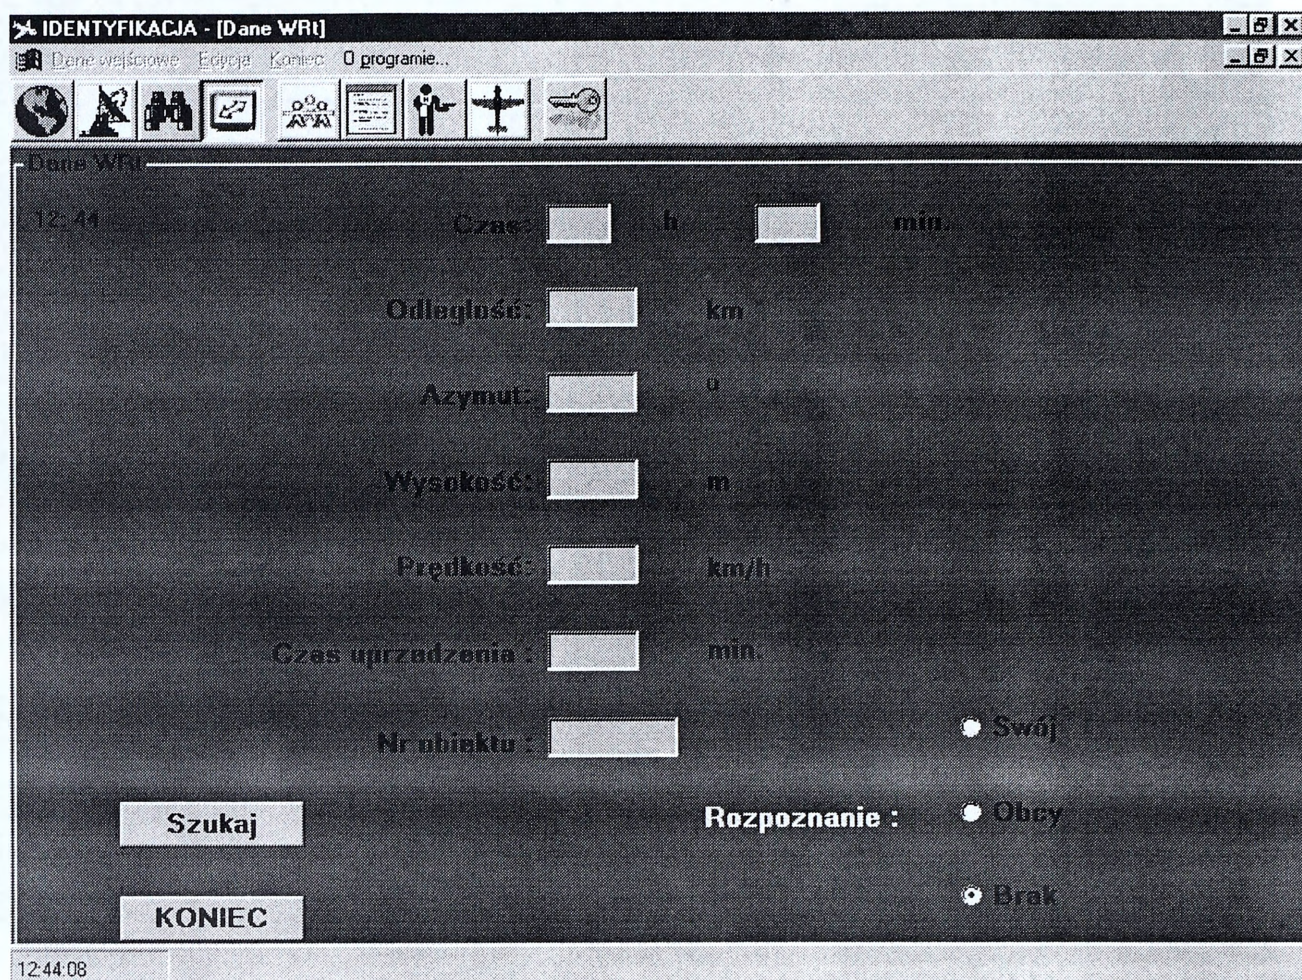 IDENTYFIKACJA - [Dane WRt]
Dane wejściowe Edycja Koniec O programie...
Dane WRt
12:44 Czas: h min.
Odległość: km
Azymut: o
Wysokość: m
Prędkość: km/h
Czas uprzedzenia : min.
Nr obiektu : Swój
Szukaj Rozpoznanie : Obcy
KONIEC Brak
12:44:08